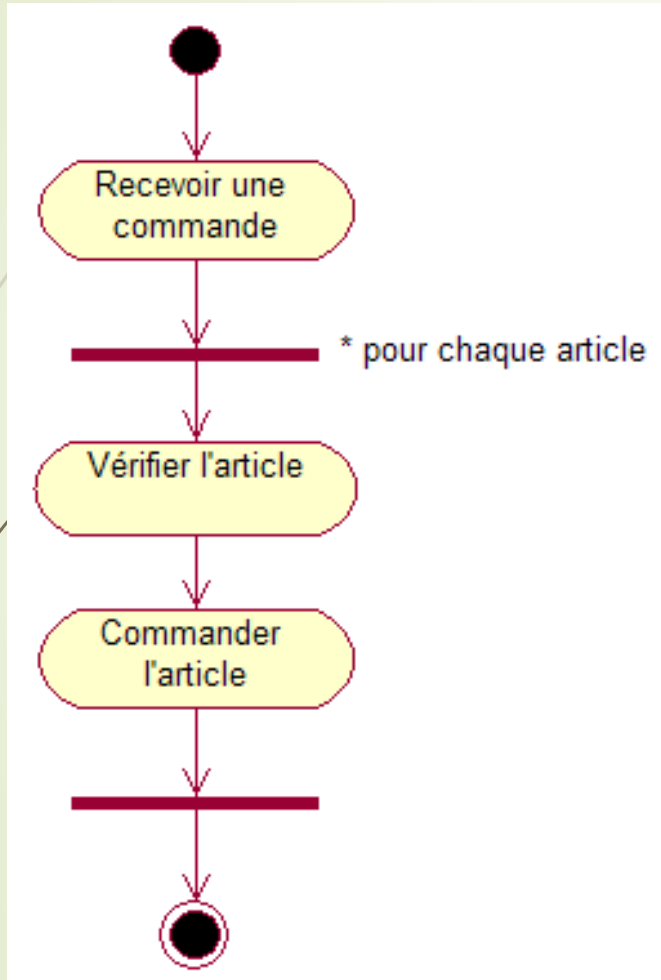 Recevoir une
commande
* pour chaque article
Vérifier l'article
Commander
l'article